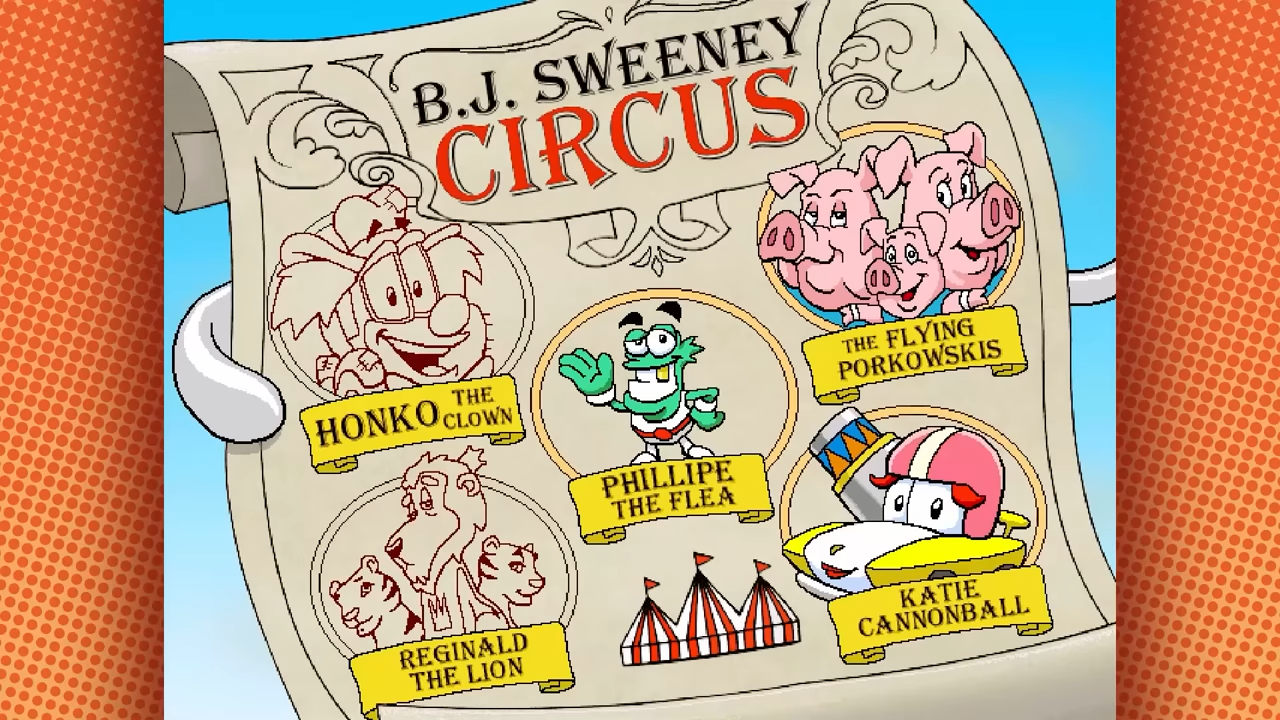 B.J. SWEENEY
CIRCUS
THE FLYING
PORKOWSKIS
HONKO THE CLOWN
PHILLIPE
THE FLEA
KATIE
CANNONBALL
REGINALD
THE LION